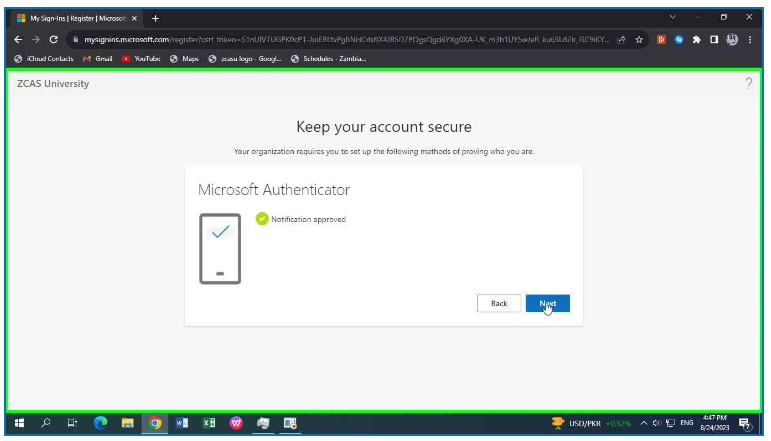 My Sign-Ins | Register | Microsoft
mysignins.microsoft.com/register?csrf_token=
iCloud Contacts
Gmail
YouTube
Maps
zcasu logo - Googl...
Schedules - Zambia...
ZCAS University
?
Keep your account secure
Your organization requires you to set up the following methods of proving who you are.
Microsoft Authenticator
Notification approved
Back
Next
USD/PKR +0.52%
ENG
4:47 PM
8/24/2023